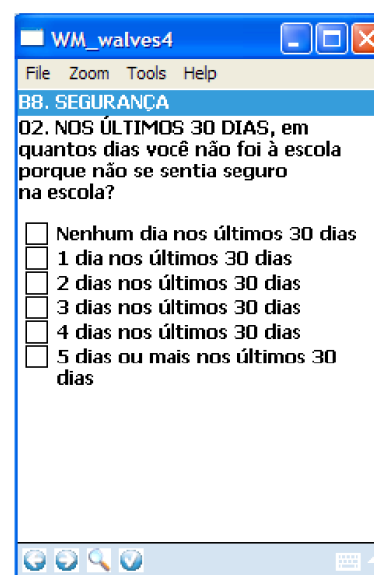 WM_walves4
File Zoom Tools Help
B8. SEGURANÇA
02. NOS ÚLTIMOS 30 DIAS, em
quantos dias você não foi à escola
porque não se sentia seguro
na escola?
Nenhum dia nos últimos 30 dias
1 dia nos últimos 30 dias
2 dias nos últimos 30 dias
3 dias nos últimos 30 dias
4 dias nos últimos 30 dias
5 dias ou mais nos últimos 30
dias